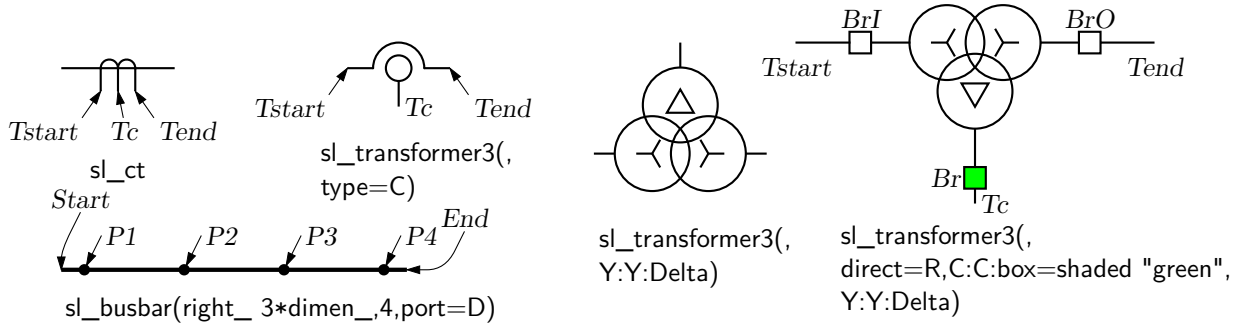 Tstart Tc Tend
sl_ct
Tstart Tc Tend
sl_transformer3(,
type=C)
Start
P1 P2 P3 P4 End
sl_busbar(right_ 3*dimen_,4,port=D)
sl_transformer3(,
Y:Y:Delta)
BrI BrO
Tstart Tend
Br
Tc
sl_transformer3(,
direct=R,C:C:box=shaded "green",
Y:Y:Delta)